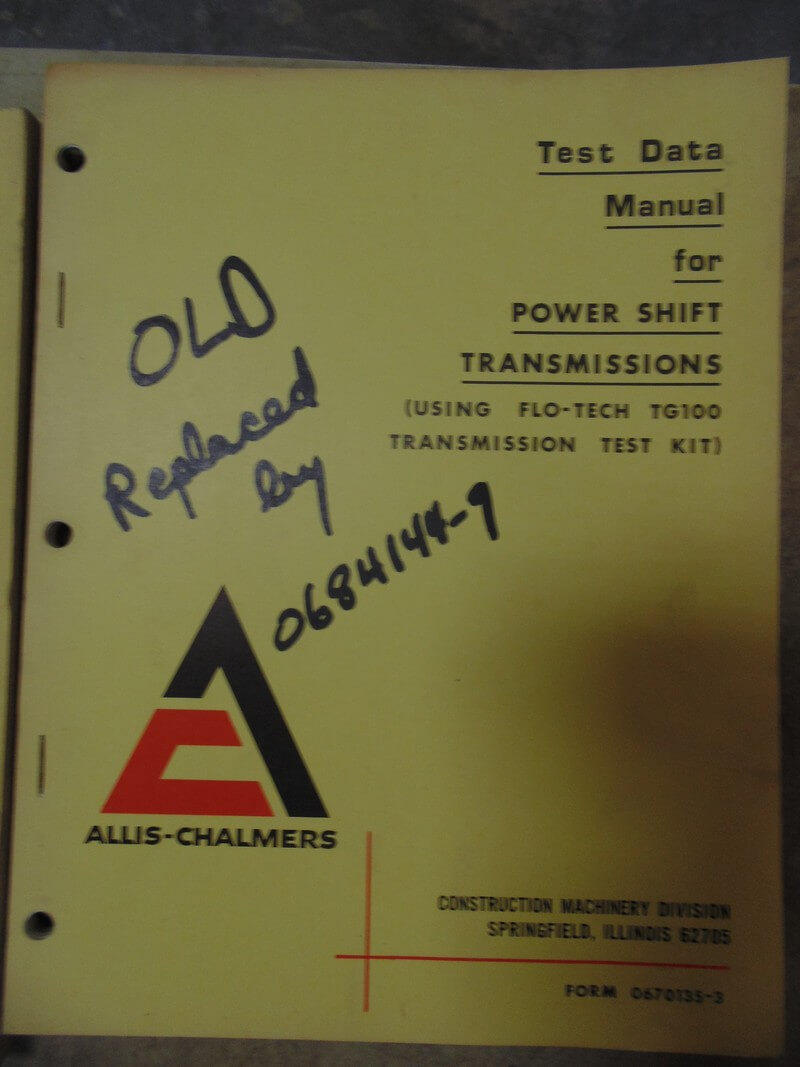 Test Data
Manual
for
POWER SHIFT
TRANSMISSIONS
(USING FLO-TECH TG100
TRANSMISSION TEST KIT)
OLD
Replaced
by
0684144-9
ALLIS-CHALMERS
CONSTRUCTION MACHINERY DIVISION
SPRINGFIELD, ILLINOIS 62705
FORM 0670135-3